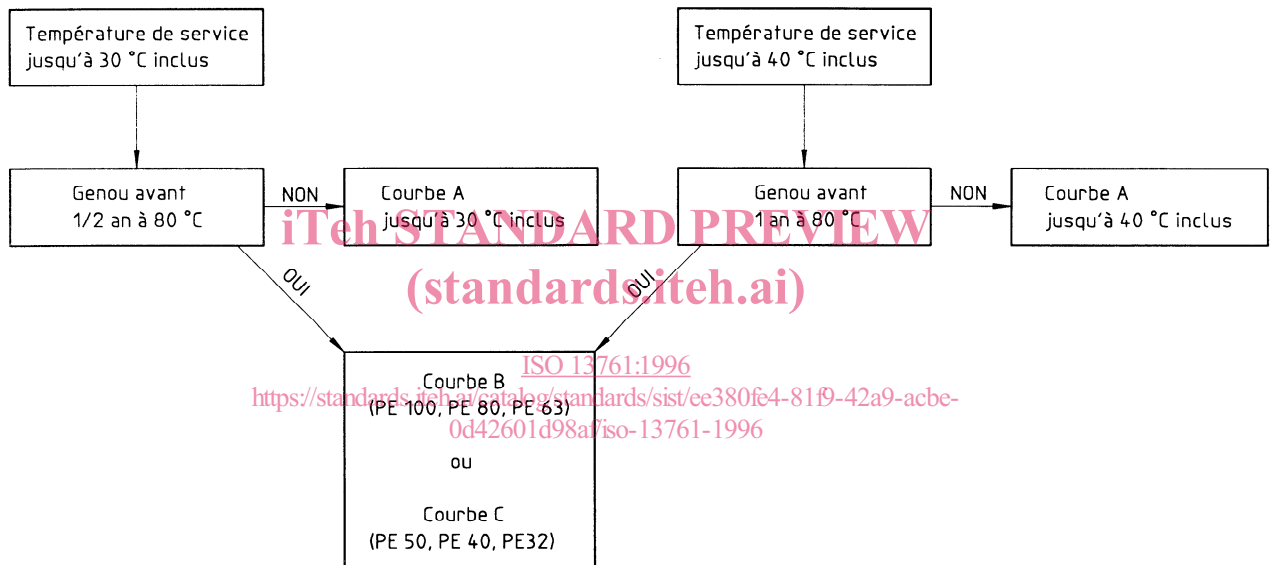 Température de service
jusqu'à 30 °C inclus
Température de service
jusqu'à 40 °C inclus
Genou avant
1/2 an à 80 °C
NON
Courbe A
jusqu'à 30 °C inclus
Genou avant
1 an à 80 °C
NON
Courbe A
jusqu'à 40 °C inclus
iTeh STANDARD PREVIEW
(standards.iteh.ai)
OUI
OUI
ISO 13761:1996
https://standards.iteh.ai/catalog/standards/sist/ee380fe4-81f9-42a9-acbe-
0d42601d98af/iso-13761-1996
Courbe B
(PE 100, PE 80, PE 63)
ou
Courbe C
(PE 50, PE 40, PE32)